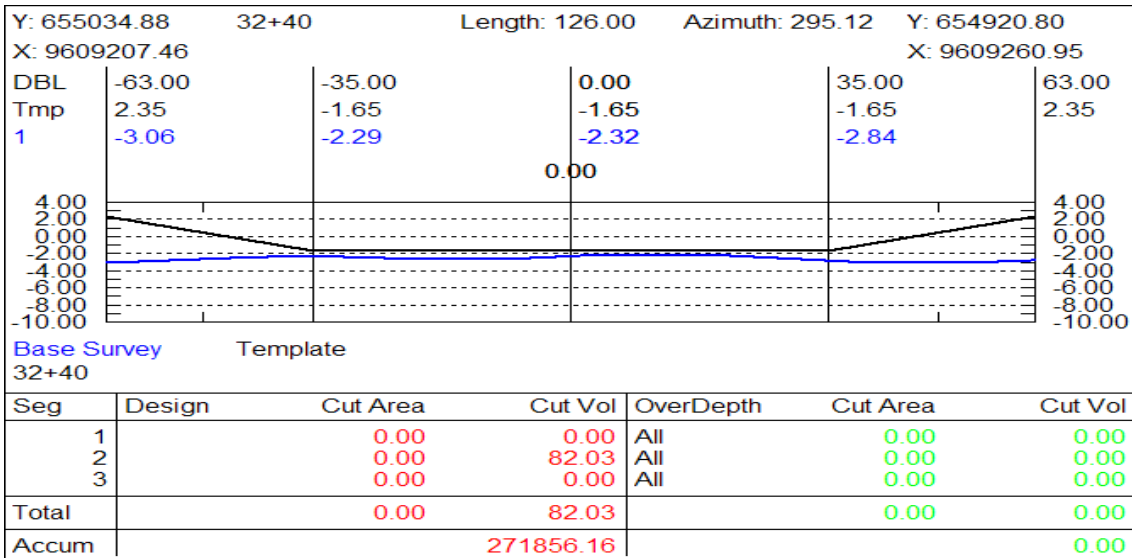 Y: 655034.88 32+40 Length: 126.00 Azimuth: 295.12 Y: 654920.80
X: 9609207.46 X: 9609260.95
DBL -63.00 -35.00 0.00 35.00 63.00
Tmp 2.35 -1.65 -1.65 -1.65 2.35
1 -3.06 -2.29 -2.32 -2.84
0.00
4.00 4.00
2.00 2.00
0.00 0.00
-2.00 -2.00
-4.00 -4.00
-6.00 -6.00
-8.00 -8.00
-10.00 -10.00
Base Survey Template
32+40
Seg Design Cut Area Cut Vol OverDepth Cut Area Cut Vol
1 0.00 0.00 All 0.00 0.00
2 0.00 82.03 All 0.00 0.00
3 0.00 0.00 All 0.00 0.00
Total 0.00 82.03 0.00 0.00
Accum 271856.16 0.00